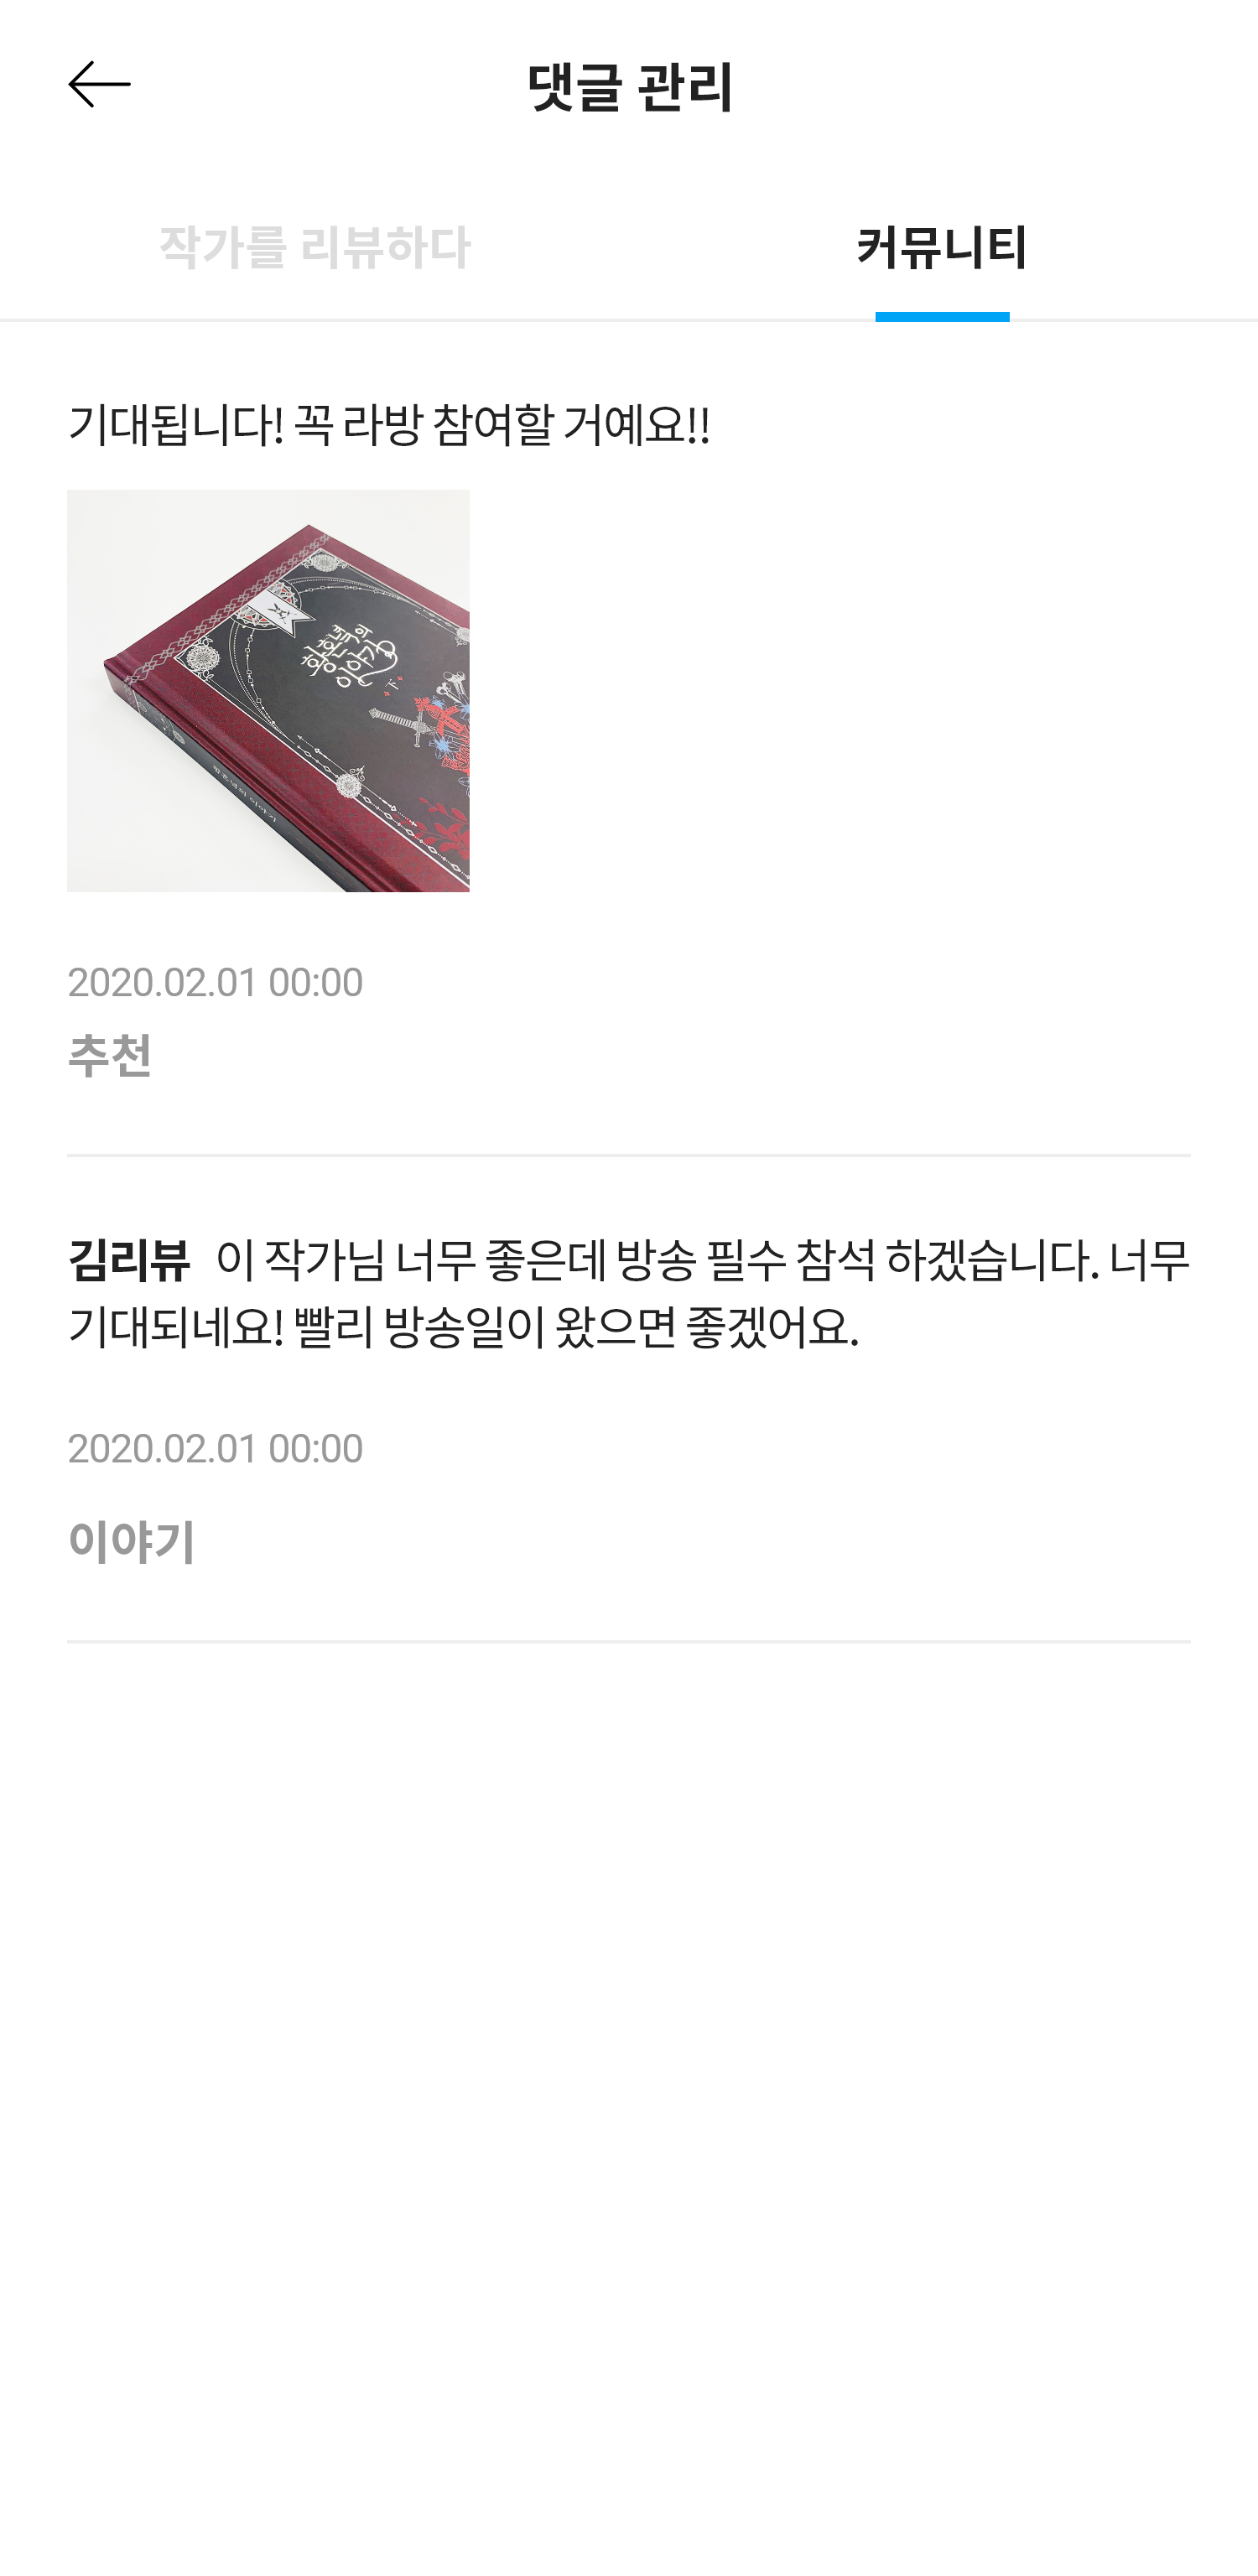 댓글 관리
작가를 리뷰하다
커뮤니티
기대됩니다! 꼭 라방 참여할 거예요!!
황혼녘의
이야기
下
2020.02.01 00:00
추천
김리뷰 이 작가님 너무 좋은데 방송 필수 참석 하겠습니다. 너무
기대되네요! 빨리 방송일이 왔으면 좋겠어요.
2020.02.01 00:00
이야기